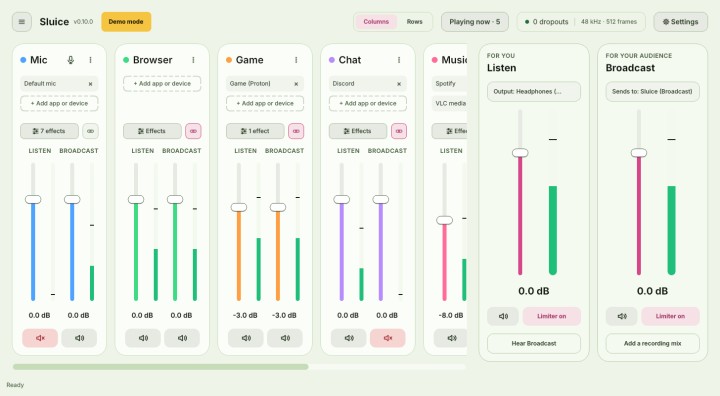 Sluice v0.10.0 Demo mode Columns Rows Playing now · 5 0 dropouts 48 kHz · 512 frames Settings
Mic
Default mic ×
+ Add app or device
7 effects
LISTEN BROADCAST
0.0 dB 0.0 dB
Browser
+ Add app or device
Effects
LISTEN BROADCAST
0.0 dB 0.0 dB
Game
Game (Proton) ×
+ Add app or device
1 effect
LISTEN BROADCAST
-3.0 dB -3.0 dB
Chat
Discord ×
+ Add app or device
Effects
LISTEN BROADCAST
0.0 dB 0.0 dB
Music
Spotify
VLC media
Effec
LISTEN BROA
-8.0 dB
FOR YOU
Listen
Output: Headphones (...
0.0 dB
Limiter on
Hear Broadcast
FOR YOUR AUDIENCE
Broadcast
Sends to: Sluice (Broadcast)
0.0 dB
Limiter on
Add a recording mix
Ready